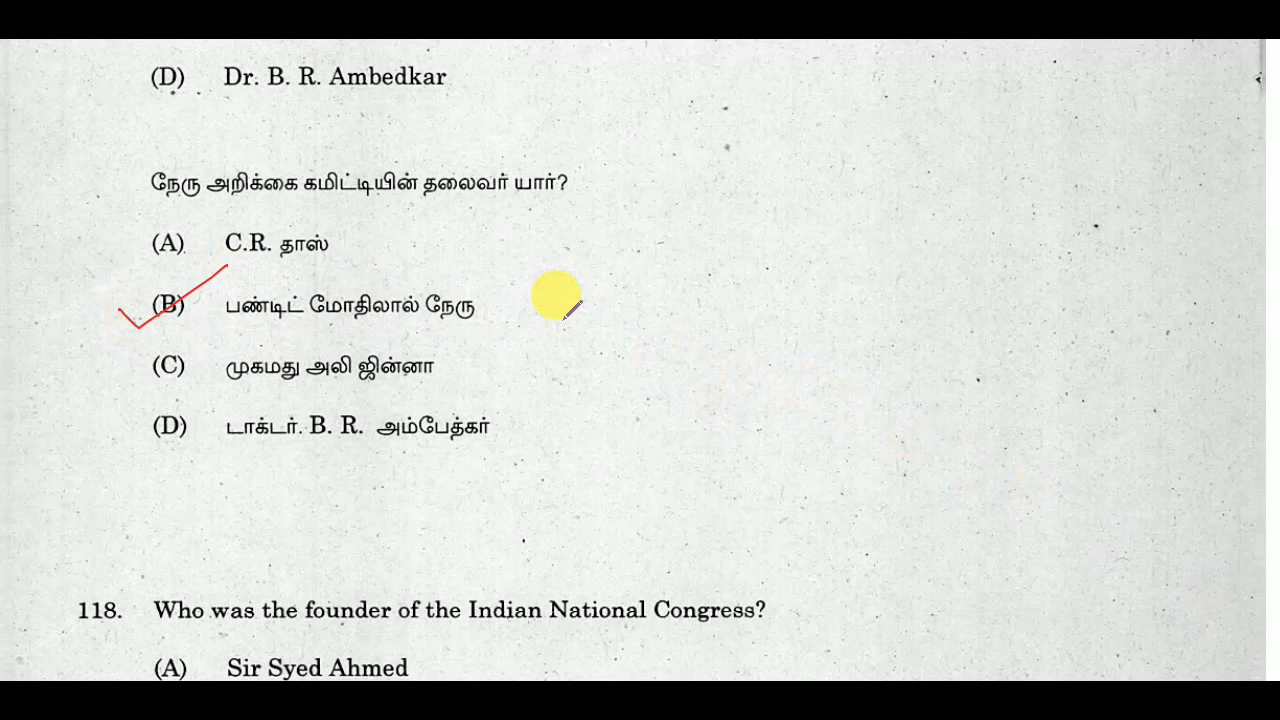 (D) Dr. B. R. Ambedkar
நேரு அறிக்கை கமிட்டியின் தலைவர் யார்?
(A) C.R. தாஸ்
(B) பண்டிட் மோதிலால் நேரு
(C) முகமது அலி ஜின்னா
(D) டாக்டர். B. R. அம்பேத்கர்
118. Who was the founder of the Indian National Congress?
(A) Sir Syed Ahmed